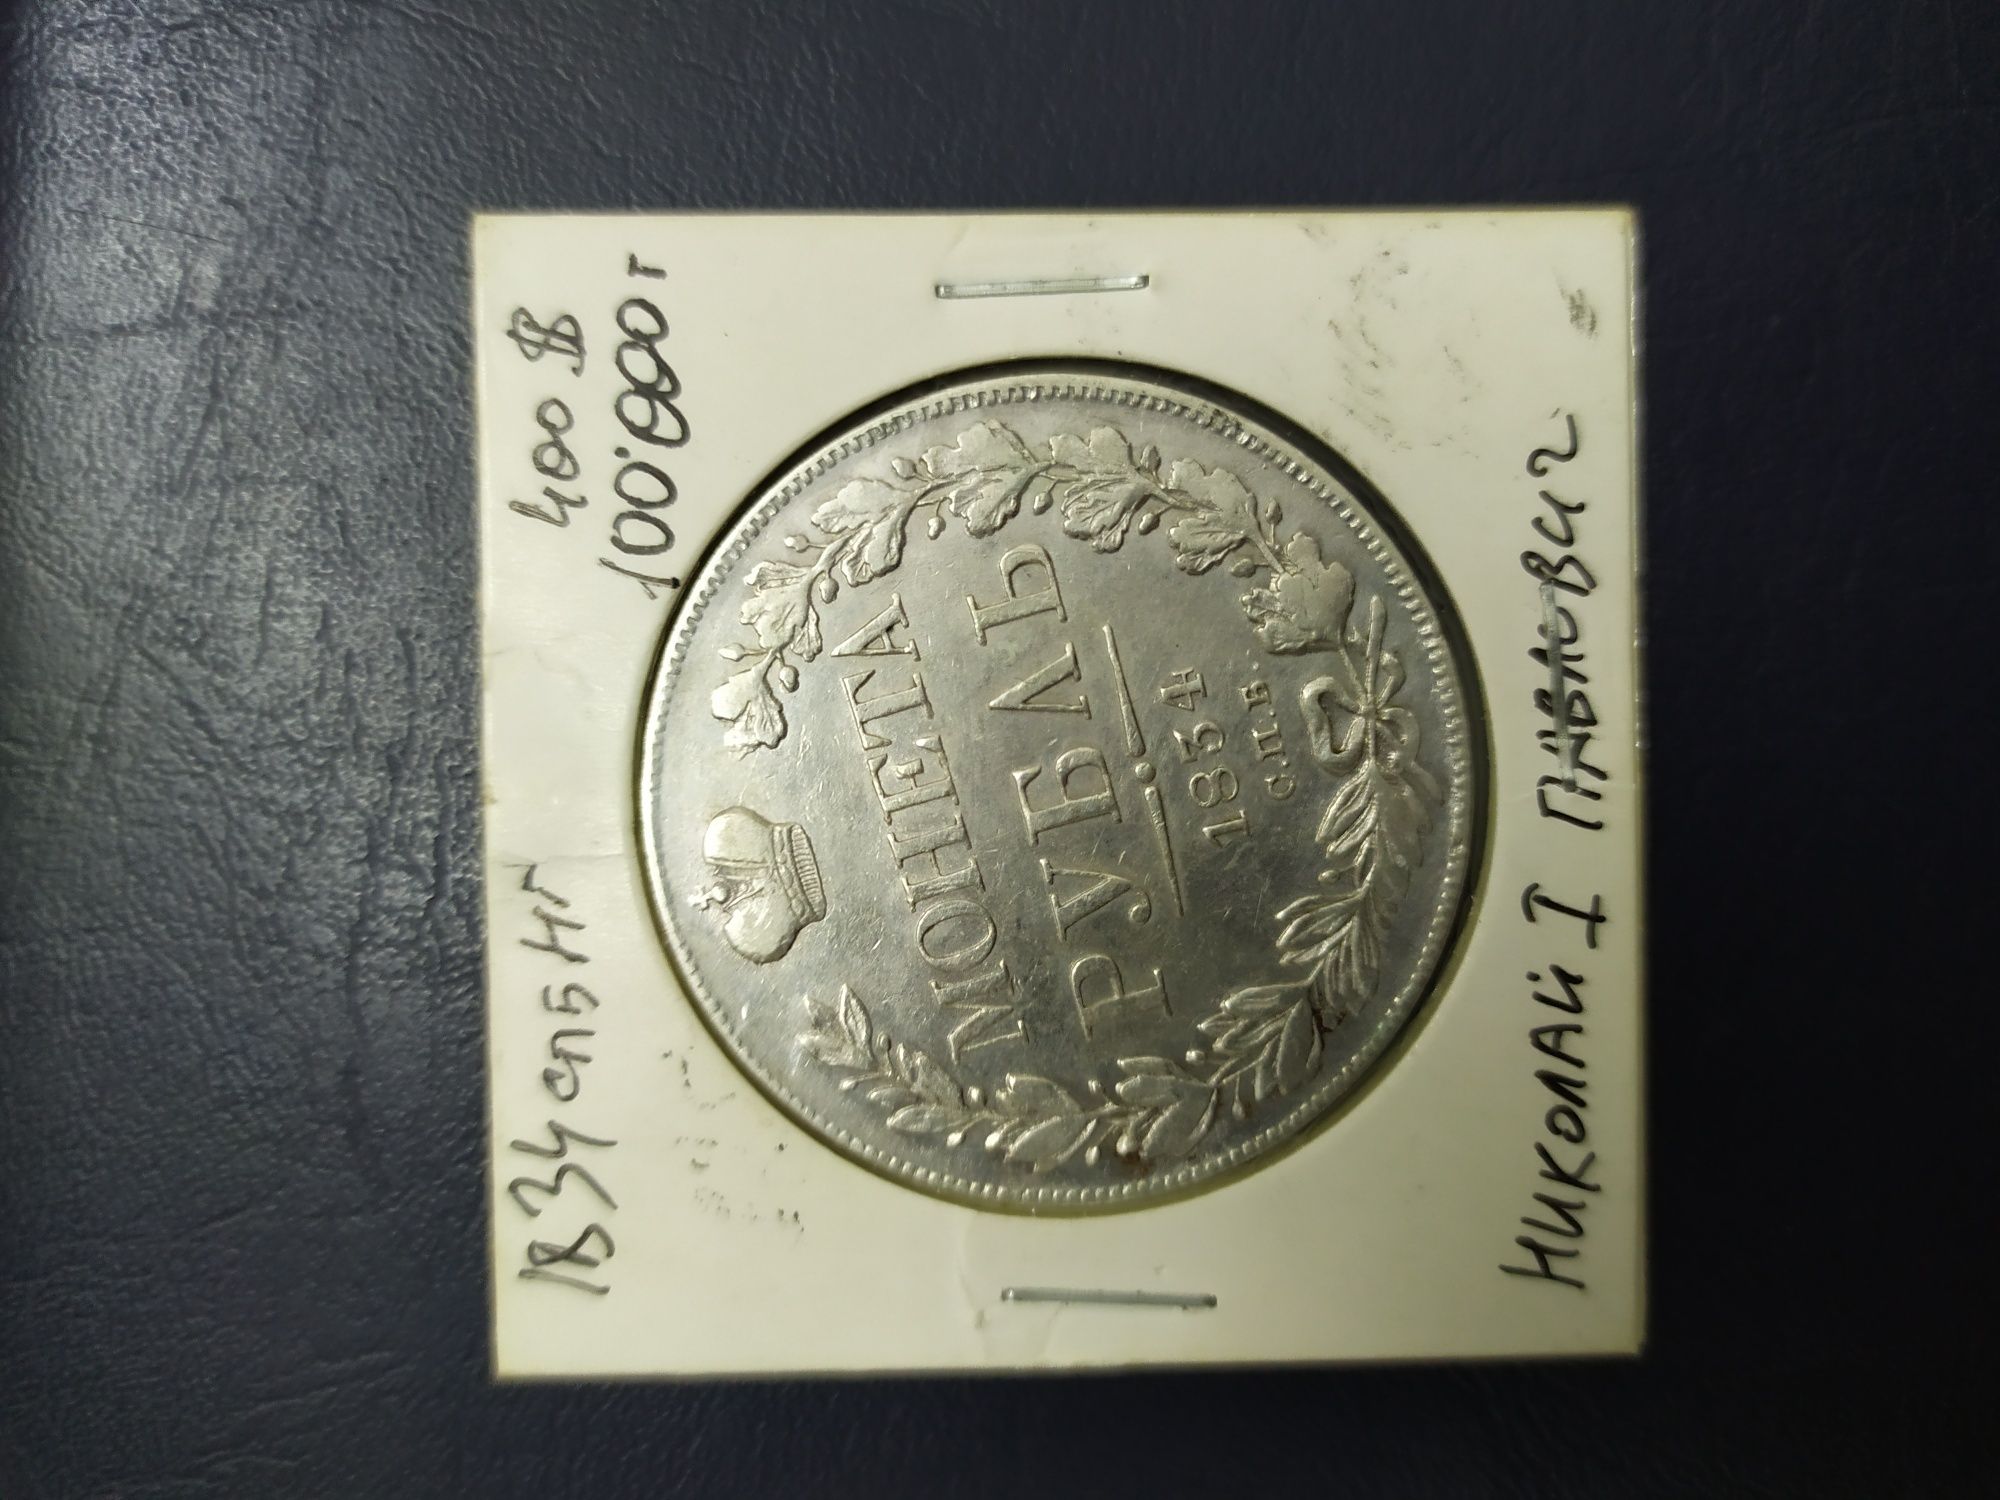 1834 СПБ НГ
400 $
100'000 т
МОНЕТА
РУБЛЬ
1834
С.П.Б.
НИКОЛАЙ I ПАВЛОВИЧ